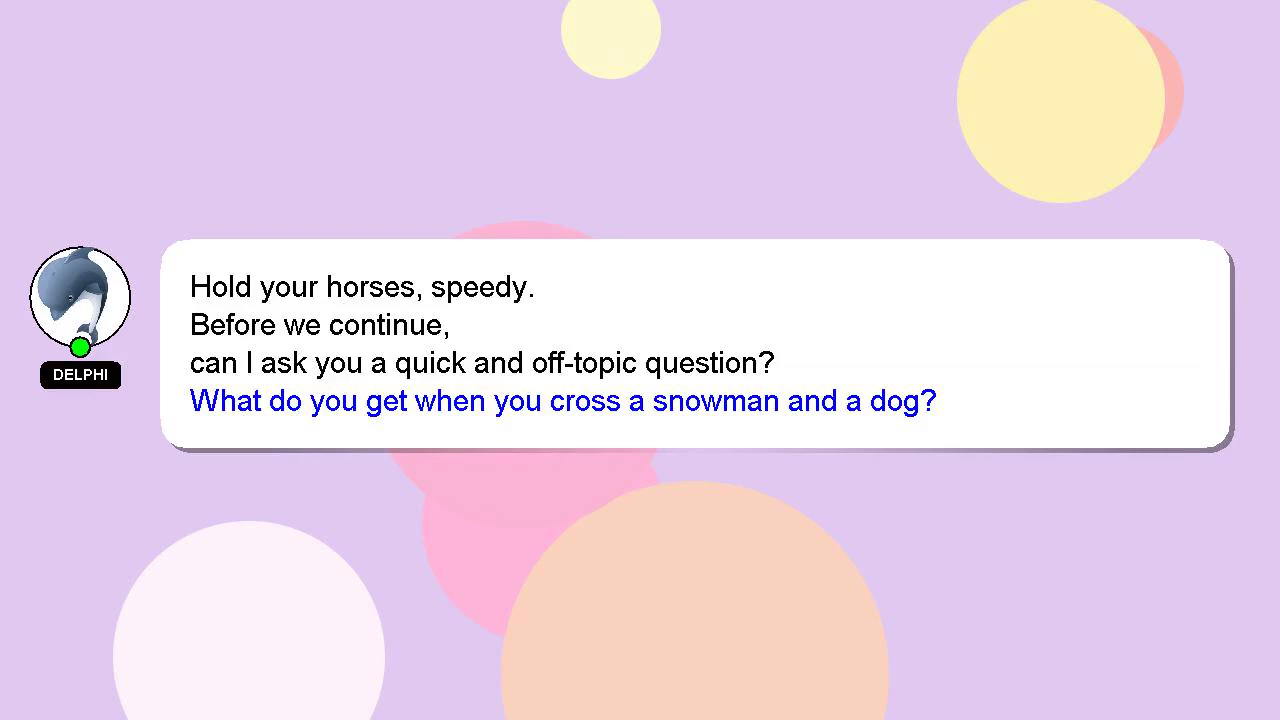 Hold your horses, speedy.
Before we continue,
can I ask you a quick and off-topic question?
What do you get when you cross a snowman and a dog?
DELPHI